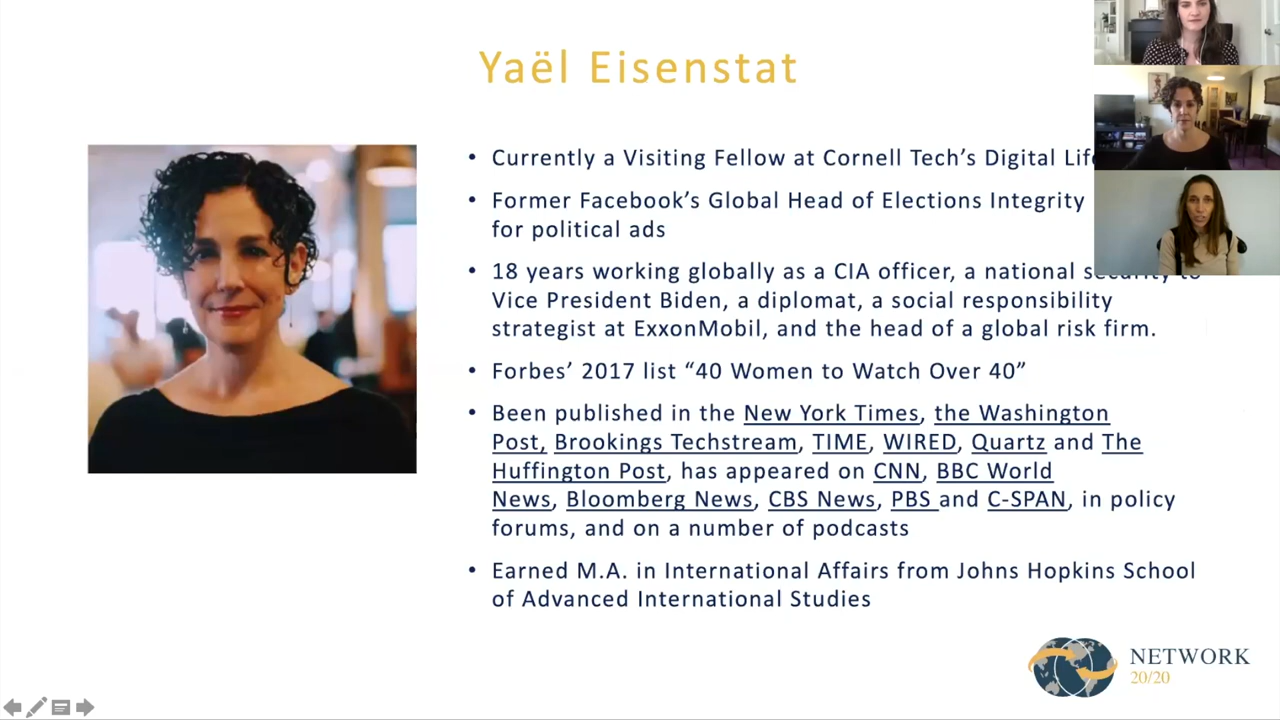 Yaël Eisenstat
• Currently a Visiting Fellow at Cornell Tech’s Digital
• Former Facebook’s Global Head of Elections Integrity
for political ads
• 18 years working globally as a CIA officer, a national security to
Vice President Biden, a diplomat, a social responsibility
strategist at ExxonMobil, and the head of a global risk firm.
• Forbes’ 2017 list “40 Women to Watch Over 40”
• Been published in the New York Times, the Washington
Post, Brookings Techstream, TIME, WIRED, Quartz and The
Huffington Post, has appeared on CNN, BBC World
News, Bloomberg News, CBS News, PBS and C-SPAN, in policy
forums, and on a number of podcasts
• Earned M.A. in International Affairs from Johns Hopkins School
of Advanced International Studies
NETWORK
20/20